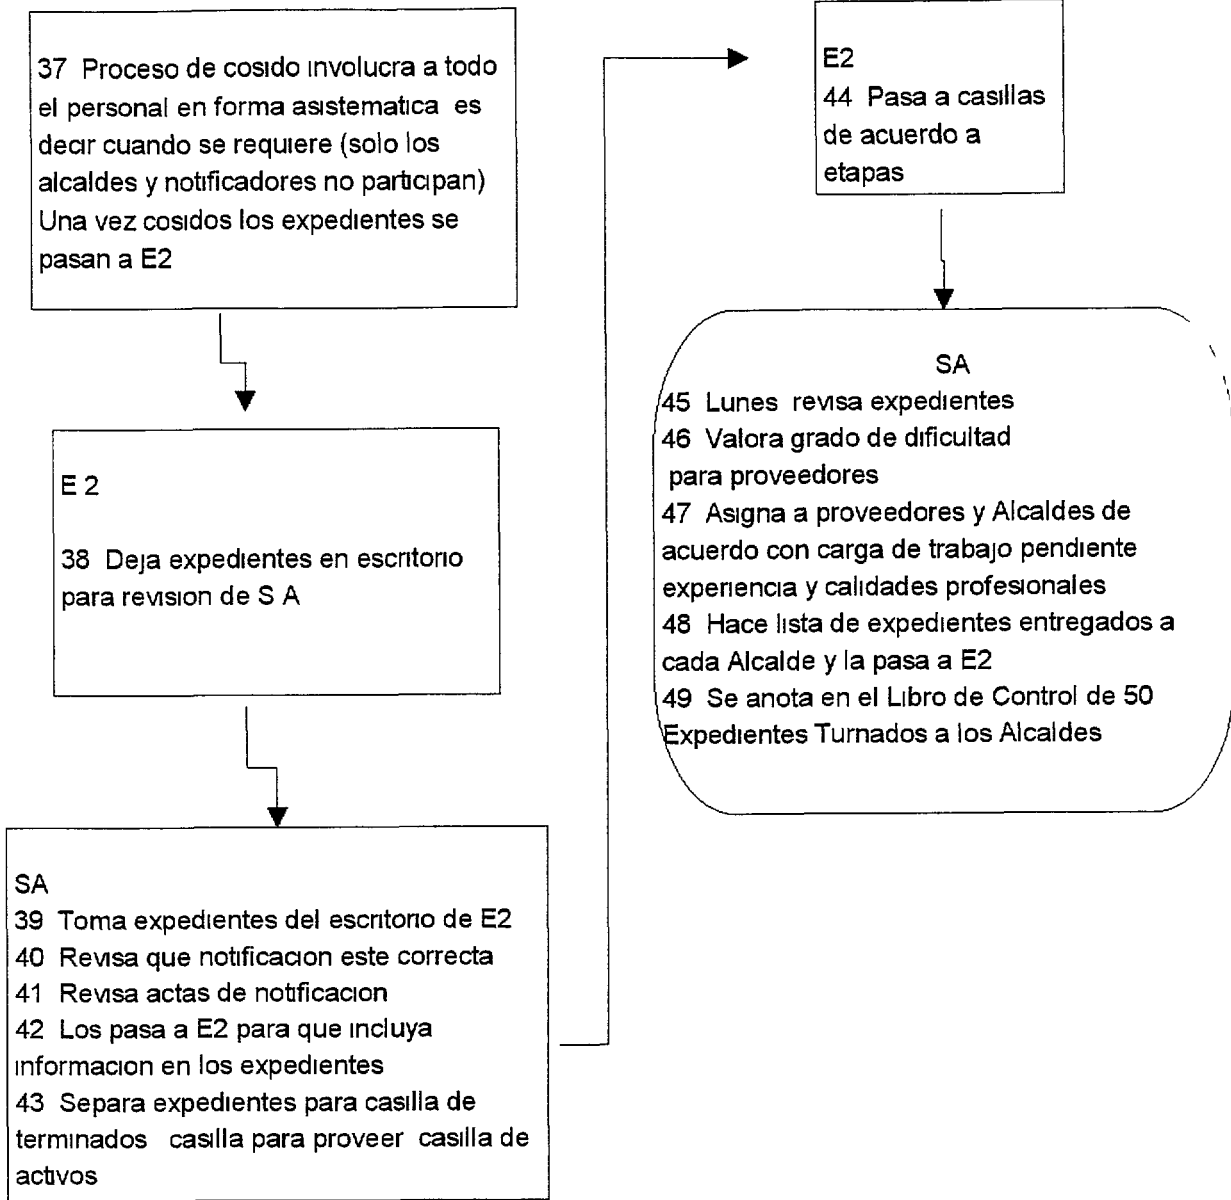 37 Proceso de cosido involucra a todo
el personal en forma asistematica es
decir cuando se requiere (solo los
alcaldes y notificadores no participan)
Una vez cosidos los expedientes se
pasan a E2
E 2
38 Deja expedientes en escritorio
para revision de S A
SA
39 Toma expedientes del escritorio de E2
40 Revisa que notificacion este correcta
41 Revisa actas de notificacion
42 Los pasa a E2 para que incluya
informacion en los expedientes
43 Separa expedientes para casilla de
terminados casilla para proveer casilla de
activos
E2
44 Pasa a casillas
de acuerdo a
etapas
SA
45 Lunes revisa expedientes
46 Valora grado de dificultad
para proveedores
47 Asigna a proveedores y Alcaldes de
acuerdo con carga de trabajo pendiente
experiencia y calidades profesionales
48 Hace lista de expedientes entregados a
cada Alcalde y la pasa a E2
49 Se anota en el Libro de Control de 50
Expedientes Turnados a los Alcaldes